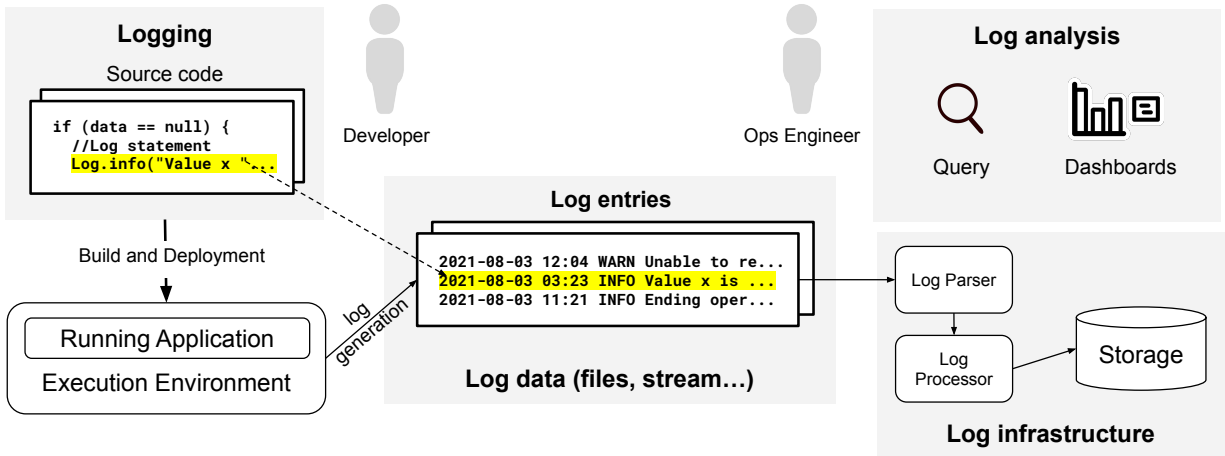 Logging
Source code
if (data == null) {
//Log statement
Log.info("Value x "...
Developer
Ops Engineer
Log analysis
Query
Dashboards
Build and Deployment
Running Application
Execution Environment
log
generation
Log entries
2021-08-03 12:04 WARN Unable to re...
2021-08-03 03:23 INFO Value x is ...
2021-08-03 11:21 INFO Ending oper...
Log data (files, stream…)
Log Parser
Log
Processor
Storage
Log infrastructure